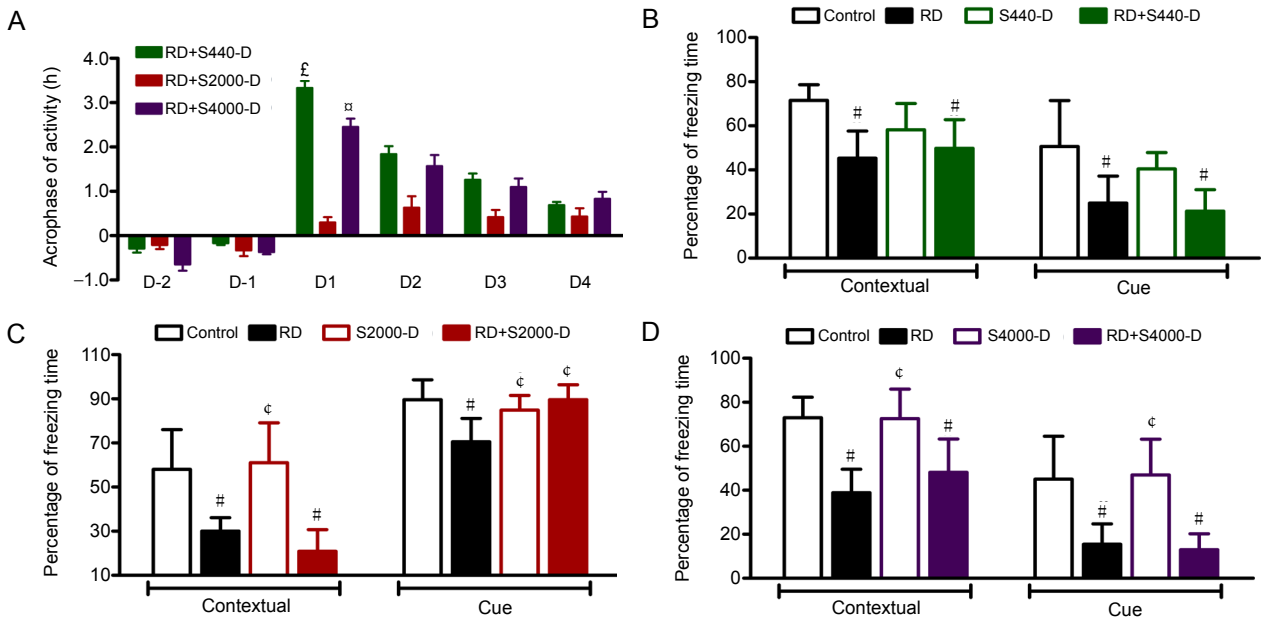 A
RD+S440-D
RD+S2000-D
RD+S4000-D
Acrophase of activity (h)
4.0
3.0
2.0
1.0
0
−1.0
£
¤
D-2 D-1 D1 D2 D3 D4
B
Control RD S440-D RD+S440-D
Percentage of freezing time
100
80
60
40
20
0
# # # #
Contextual Cue
C
Control RD S2000-D RD+S2000-D
Percentage of freezing time
110
90
70
50
30
10
# ¢ # # ¢ ¢
Contextual Cue
D
Control RD S4000-D RD+S4000-D
Percentage of freezing time
100
80
60
40
20
0
# ¢ # # ¢ #
Contextual Cue